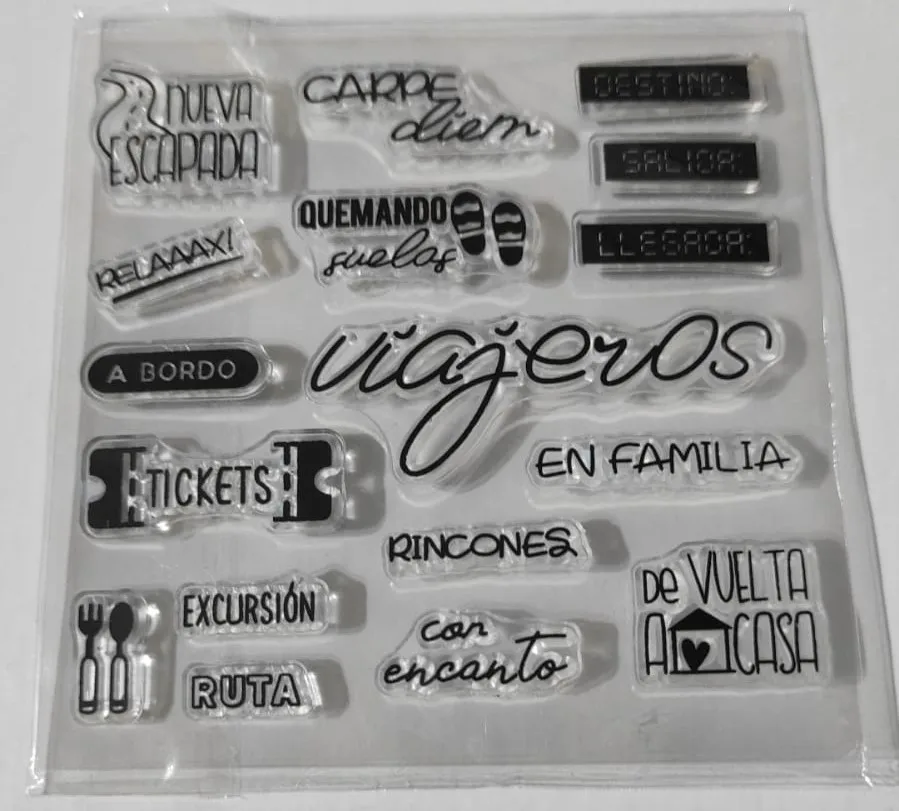 NUEVA
ESCAPADA
CARPE
diem
DESTINO:
SALIDA:
LLEGADA:
QUEMANDO
suelas
RELAAAX!
A BORDO
viajeros
EN FAMILIA
TICKETS
RINCONES
con
encanto
EXCURSIÓN
RUTA
De VUELTA
A CASA